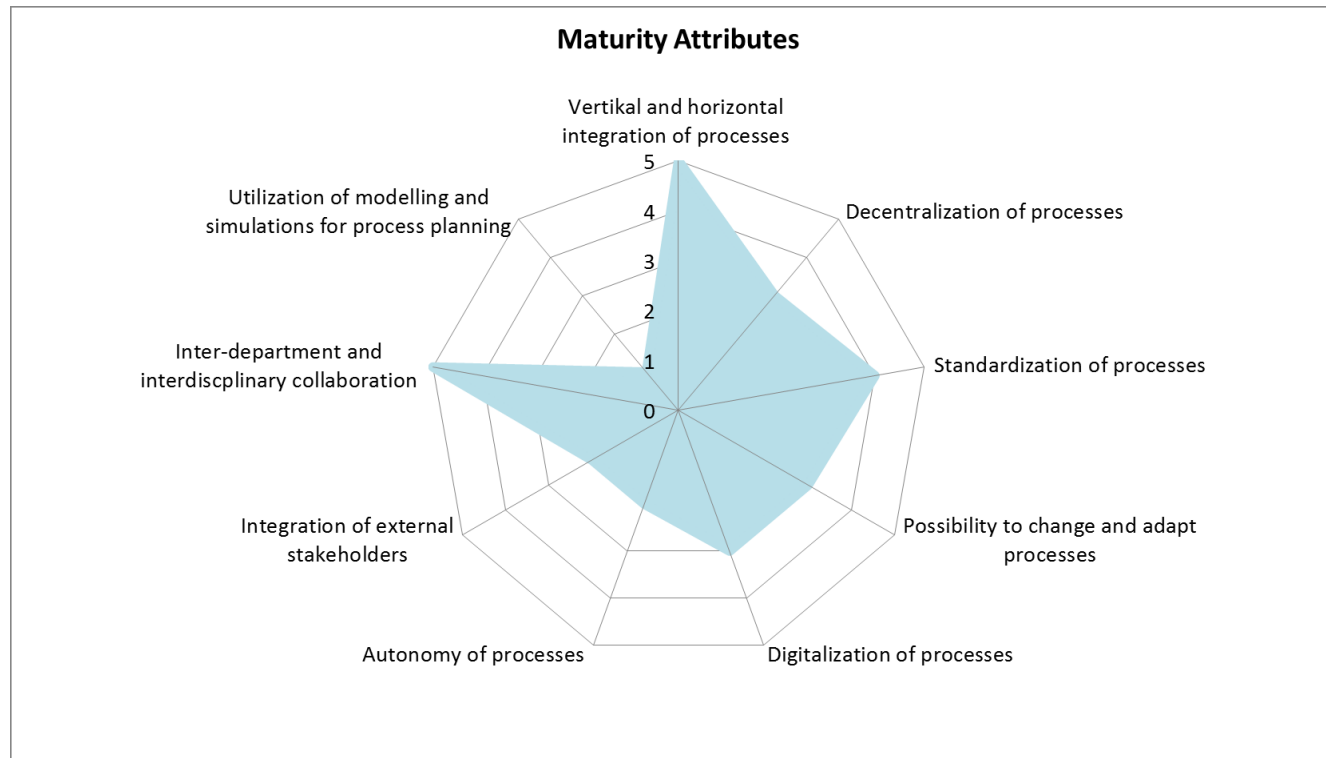 Maturity Attributes
Vertikal and horizontal
integration of processes
5
4
3
2
1
0
Decentralization of processes
Standardization of processes
Possibility to change and adapt
processes
Digitalization of processes
Autonomy of processes
Integration of external
stakeholders
Inter-department and
interdiscplinary collaboration
Utilization of modelling and
simulations for process planning